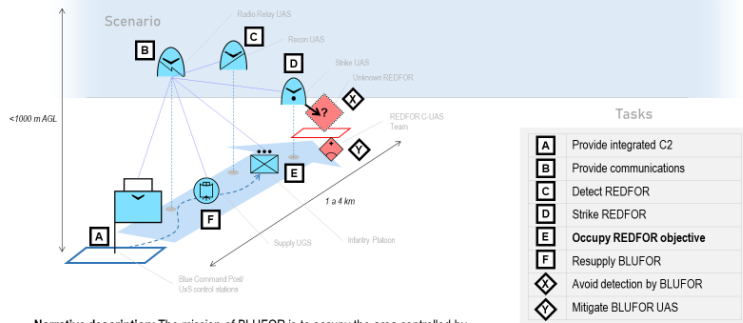 Scenario
Radio Relay UAS
B
C
Recon UAS
D
Strike UAS
Unknown REDFOR
?
X
<1000 m AGL
REDFOR C-UAS
Team
Y
E
1 a 4 km
F
A
Supply UGS
Infantry Platoon
Blue Command Post/
UxS control stations
Tasks
A Provide integrated C2
B Provide communications
C Detect REDFOR
D Strike REDFOR
E Occupy REDFOR objective
F Resupply BLUFOR
X Avoid detection by BLUFOR
Y Mitigate BLUFOR UAS
Narrative description: The mission of BLUFOR is to occupy the area controlled by